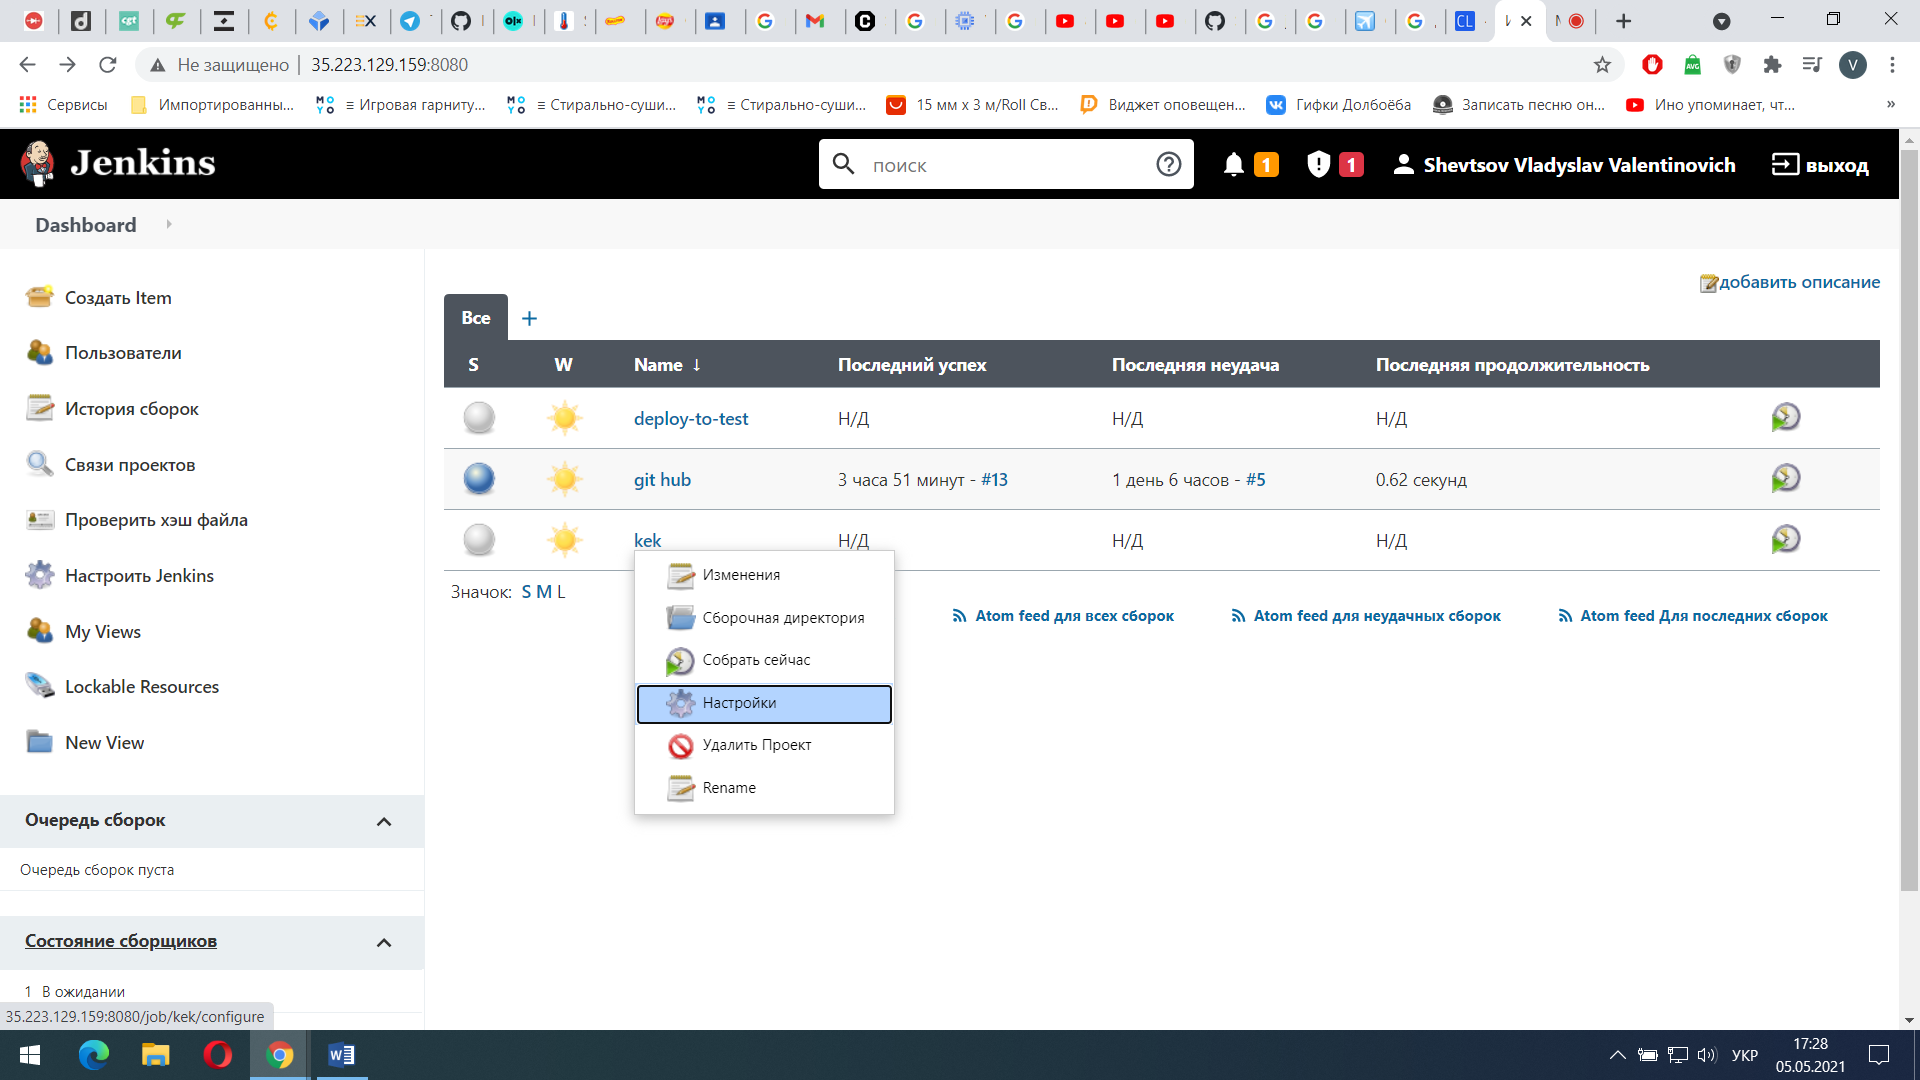 Не защищено
35.223.129.159:8080
V
Сервисы
Импортированны...
≡ Игровая гарниту...
≡ Стирально-суши...
≡ Стирально-суши...
15 мм x 3 м/Roll Св...
Виджет оповещен...
Гифки Долбоёба
Записать песню он...
Ино упоминает, чт...
»
Jenkins
поиск
1
1
Shevtsov Vladyslav Valentinovich
выход
Dashboard
Создать Item
Пользователи
История сборок
Связи проектов
Проверить хэш файла
Настроить Jenkins
My Views
Lockable Resources
New View
Очередь сборок
Очередь сборок пуста
Состояние сборщиков
1 В ожидании
35.223.129.159:8080/job/kek/configure
добавить описание
Все +
S W Name ↓ Последний успех Последняя неудача Последняя продолжительность
deploy-to-test Н/Д Н/Д Н/Д
git hub 3 часа 51 минут - #13 1 день 6 часов - #5 0.62 секунд
kek Н/Д Н/Д Н/Д
Значок: S M L
Изменения
Сборочная директория
Собрать сейчас
Настройки
Удалить Проект
Rename
Atom feed для всех сборок
Atom feed для неудачных сборок
Atom feed Для последних сборок
УКР
17:28
05.05.2021